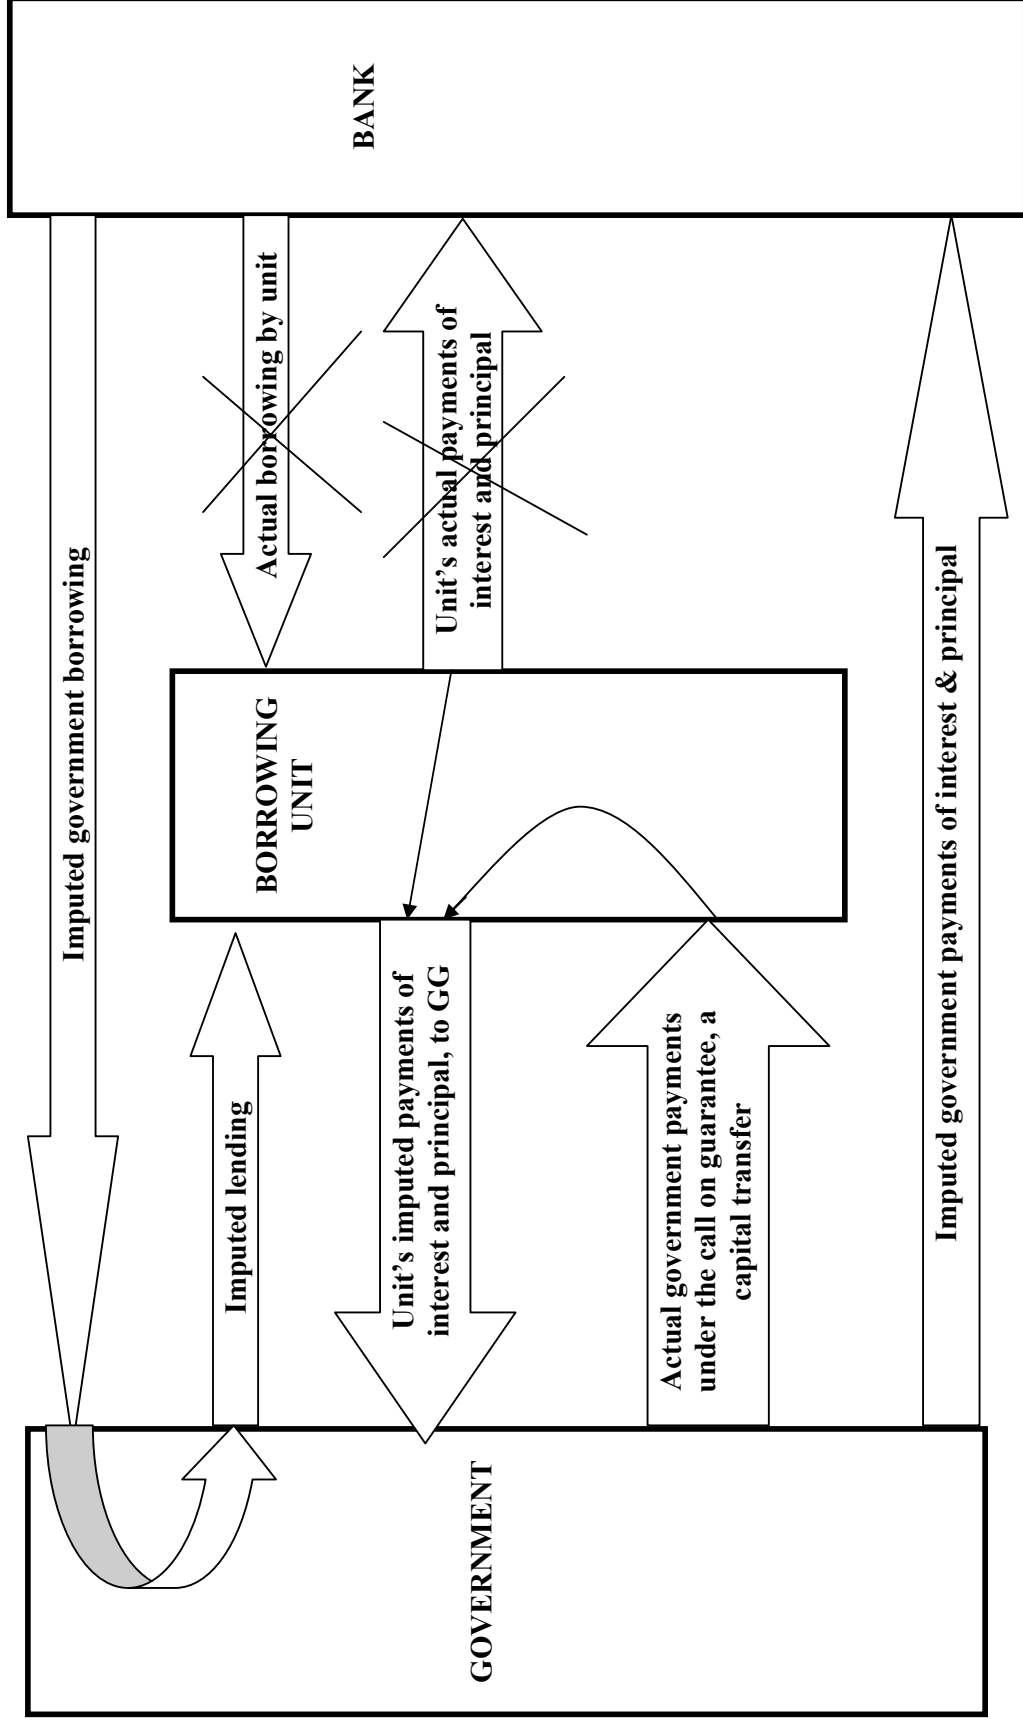 Imputed government borrowing
Imputed lending
Actual borrowing by unit
GOVERNMENT
BORROWING
UNIT
BANK
Unit’s imputed payments of
interest and principal, to GG
Unit’s actual payments of
interest and principal
Actual government payments
under the call on guarantee, a
capital transfer
Imputed government payments of interest & principal